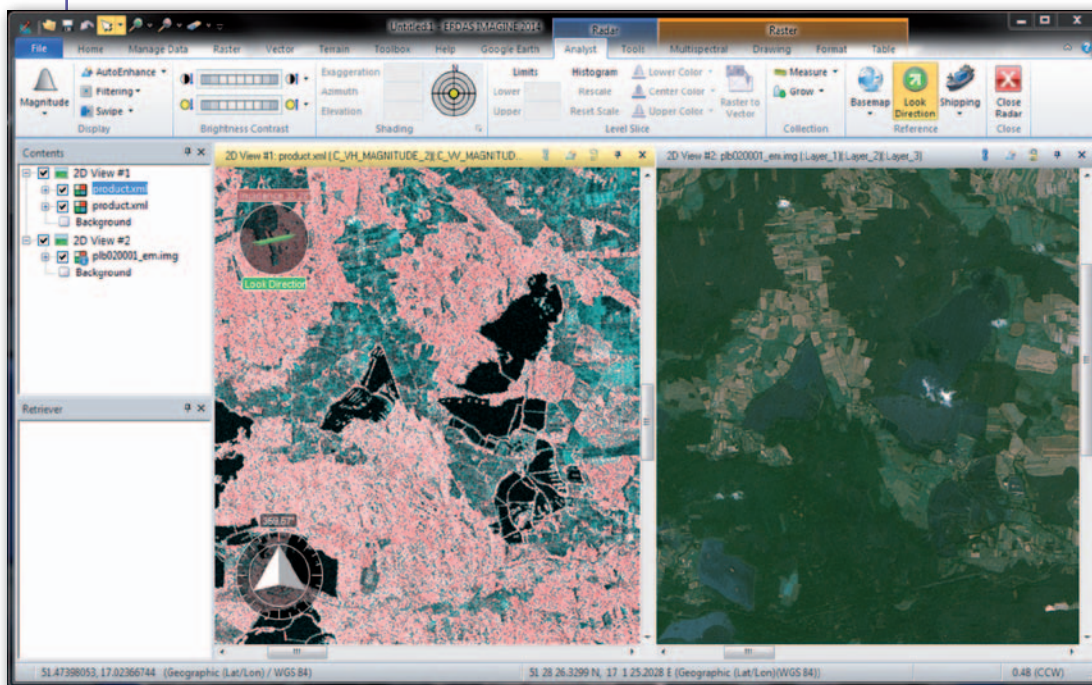 Untitled:1 - ERDAS IMAGINE 2014
Radar
Raster
File Home Manage Data Raster Vector Terrain Toolbox Help Google Earth Analyst Tools Multispectral Drawing Format Table
Magnitude
AutoEnhance
Filtering
Swipe
Display
Brightness Contrast
Exaggeration
Azimuth
Elevation
Shading
N
Limits
Lower
Upper
Histogram
Rescale
Reset Scale
Lower Color
Center Color
Upper Color
Raster to Vector
Level Slice
Measure
Grow
Collection
Basemap
Look Direction
Shipping
Reference
Close Radar
Close
Contents
2D View #1
product.xml
product.xml
Background
2D View #2
plb020001_em.img
Background
Retriever
2D View #1: product.xml (:C_VH_MAGNITUDE_2)(:C_VV_MAGNITUD...
Look Direction
359.57°
2D View #2: plb020001_em.img (:Layer_1)(:Layer_2)(:Layer_3)
51.47398053, 17.02366744 (Geographic (Lat/Lon) / WGS 84)
51 28 26.3299 N, 17 1 25.2028 E (Geographic (Lat/Lon)(WGS 84))
0.48 (CCW)